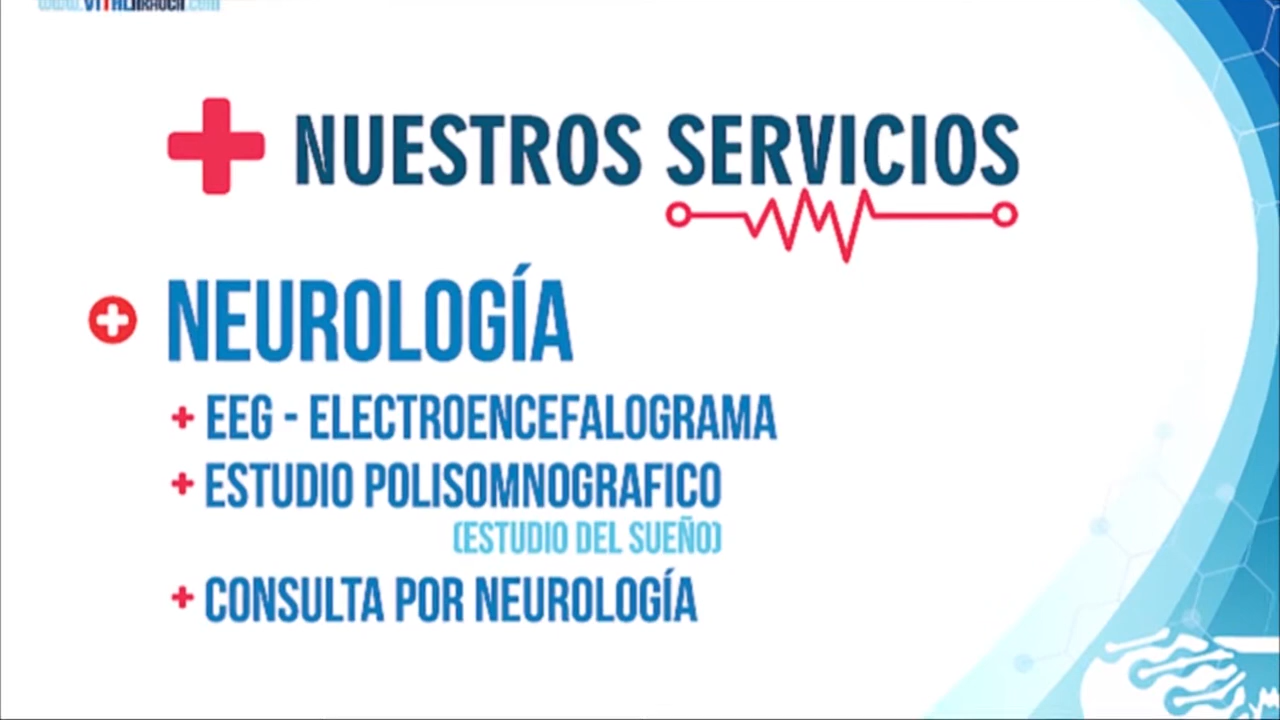 NUESTROS SERVICIOS
NEUROLOGÍA
EEG - ELECTROENCEFALOGRAMA
ESTUDIO POLISOMNOGRAFICO
(ESTUDIO DEL SUEÑO)
CONSULTA POR NEUROLOGÍA